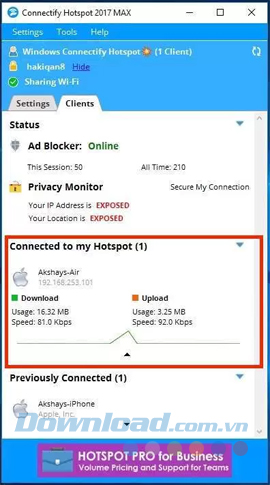 Connectify Hotspot 2017 MAX
Settings Tools Help
Windows Connectify Hotspot (1 Client)
hakiqan8 Hide
Sharing Wi-Fi
Settings Clients
Status
Ad Blocker: Online
This Session: 50 All Time: 210
Privacy Monitor Secure My Connection
Your IP Address is EXPOSED
Your Location is EXPOSED
Connected to my Hotspot (1)
Akshays-Air
192.168.253.101
Download Upload
Usage: 16.32 MB Usage: 3.25 MB
Speed: 81.0 Kbps Speed: 92.0 Kbps
Previously Connected (1)
Akshays-iPhone
Apple, Inc.
Download.com.vn
HOTSPOT PRO for Business
Volume Pricing and Support for Teams